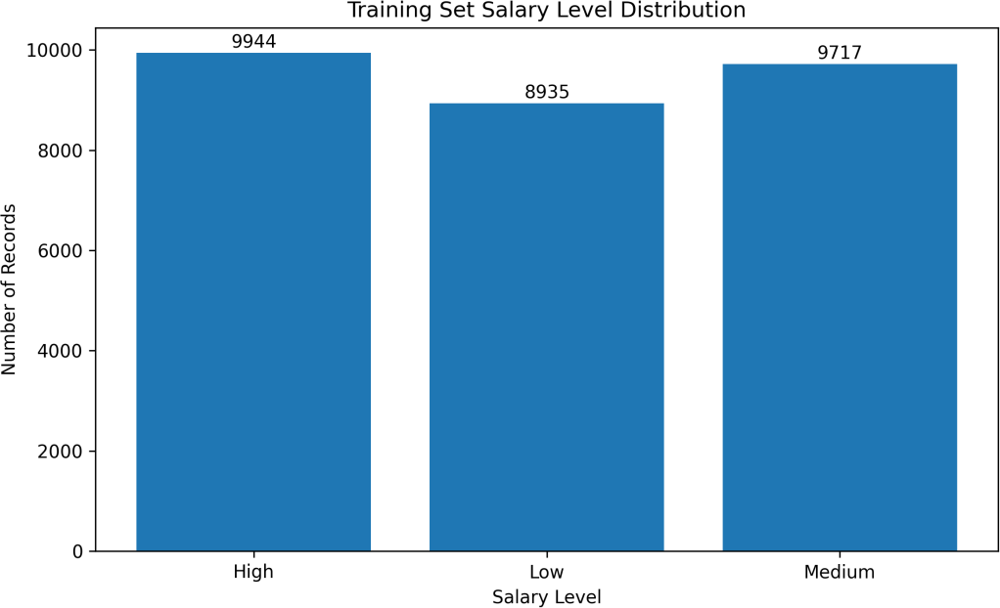 Training Set Salary Level Distribution
9944
8935
9717
10000
8000
6000
4000
2000
0
Number of Records
High
Low
Medium
Salary Level